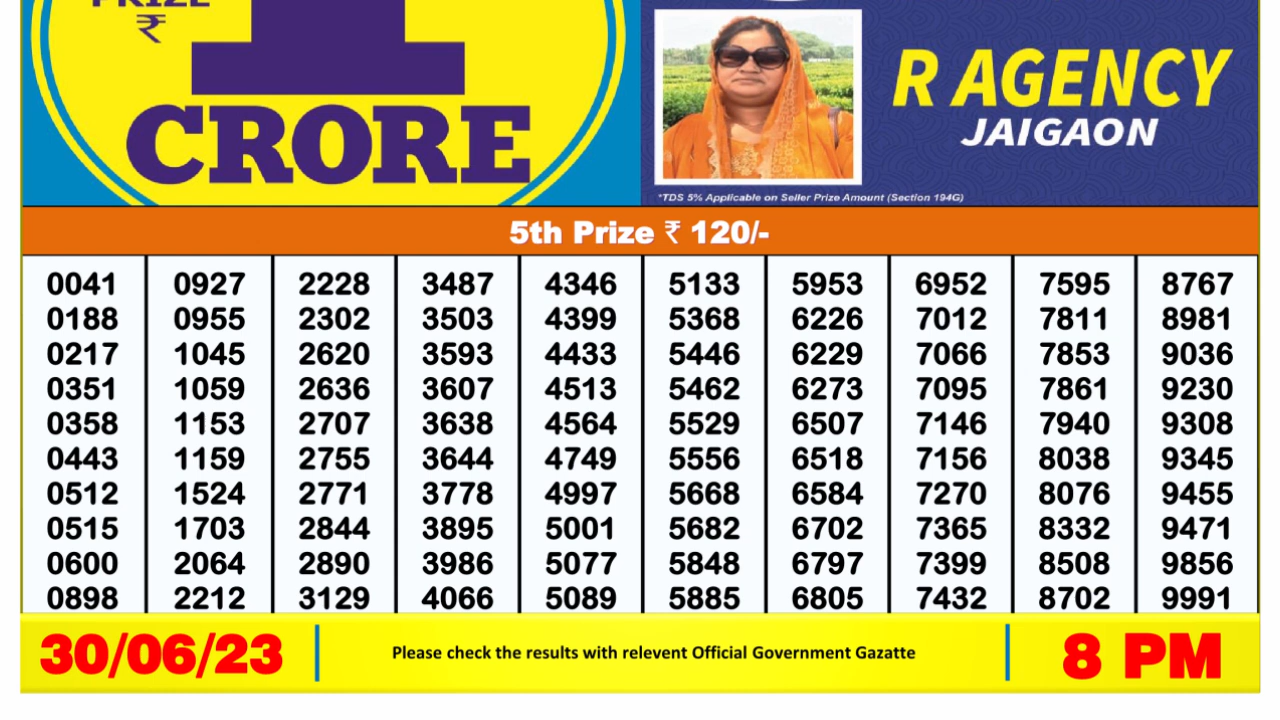 PRIZE
₹
1
CRORE
R AGENCY
JAIGAON
*TDS 5% Applicable on Seller Prize Amount (Section 194G)
5th Prize ₹ 120/-
0041 0927 2228 3487 4346 5133 5953 6952 7595 8767
0188 0955 2302 3503 4399 5368 6226 7012 7811 8981
0217 1045 2620 3593 4433 5446 6229 7066 7853 9036
0351 1059 2636 3607 4513 5462 6273 7095 7861 9230
0358 1153 2707 3638 4564 5529 6507 7146 7940 9308
0443 1159 2755 3644 4749 5556 6518 7156 8038 9345
0512 1524 2771 3778 4997 5668 6584 7270 8076 9455
0515 1703 2844 3895 5001 5682 6702 7365 8332 9471
0600 2064 2890 3986 5077 5848 6797 7399 8508 9856
0898 2212 3129 4066 5089 5885 6805 7432 8702 9991
30/06/23 Please check the results with relevent Official Government Gazatte 8 PM